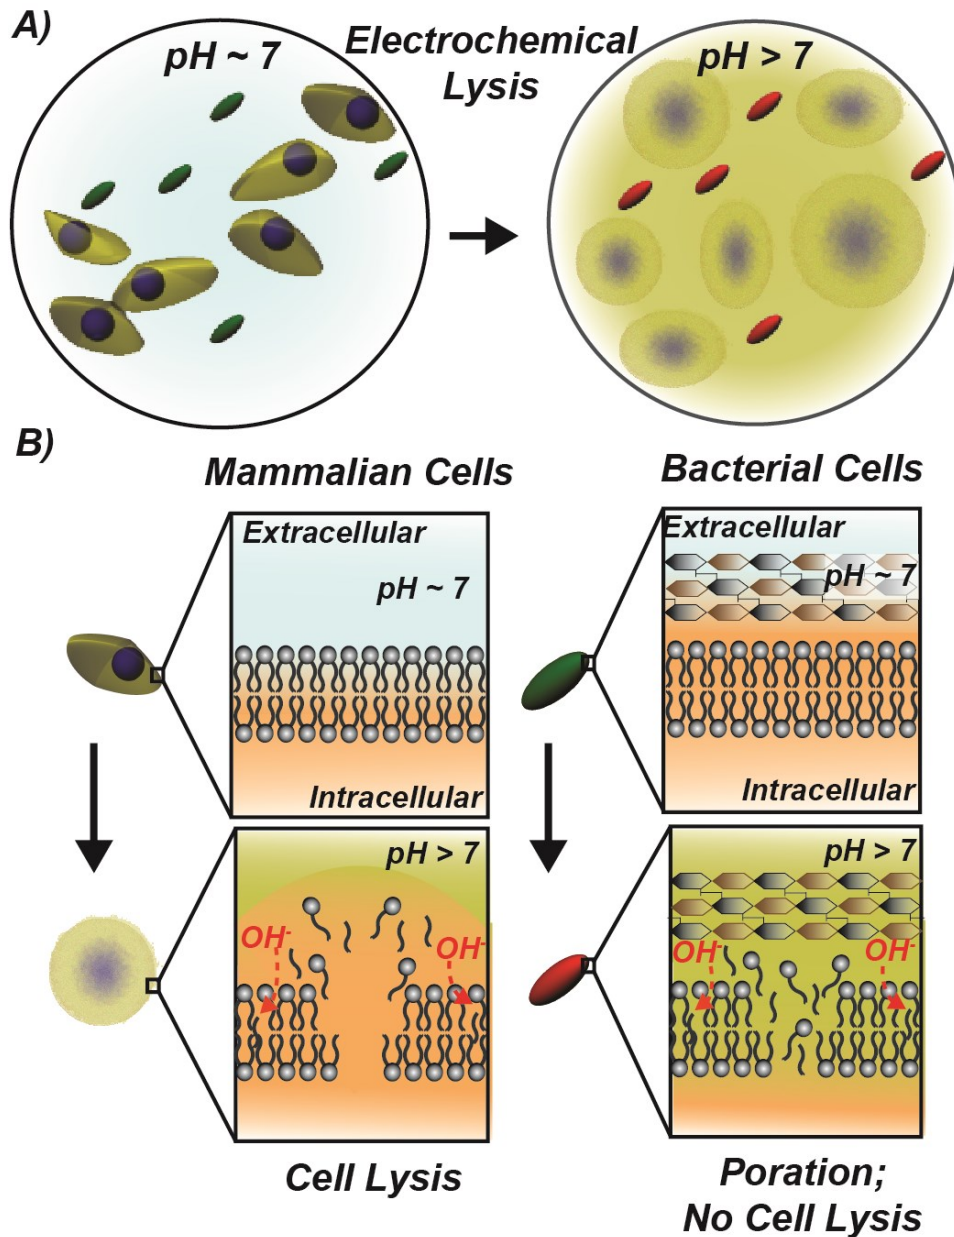 A)
pH ~ 7
Electrochemical
Lysis
pH > 7
B)
Mammalian Cells
Bacterial Cells
Extracellular
pH ~ 7
Intracellular
Extracellular
pH ~ 7
Intracellular
pH > 7
OH-
OH-
pH > 7
OH-
OH-
Cell Lysis
Poration;
No Cell Lysis